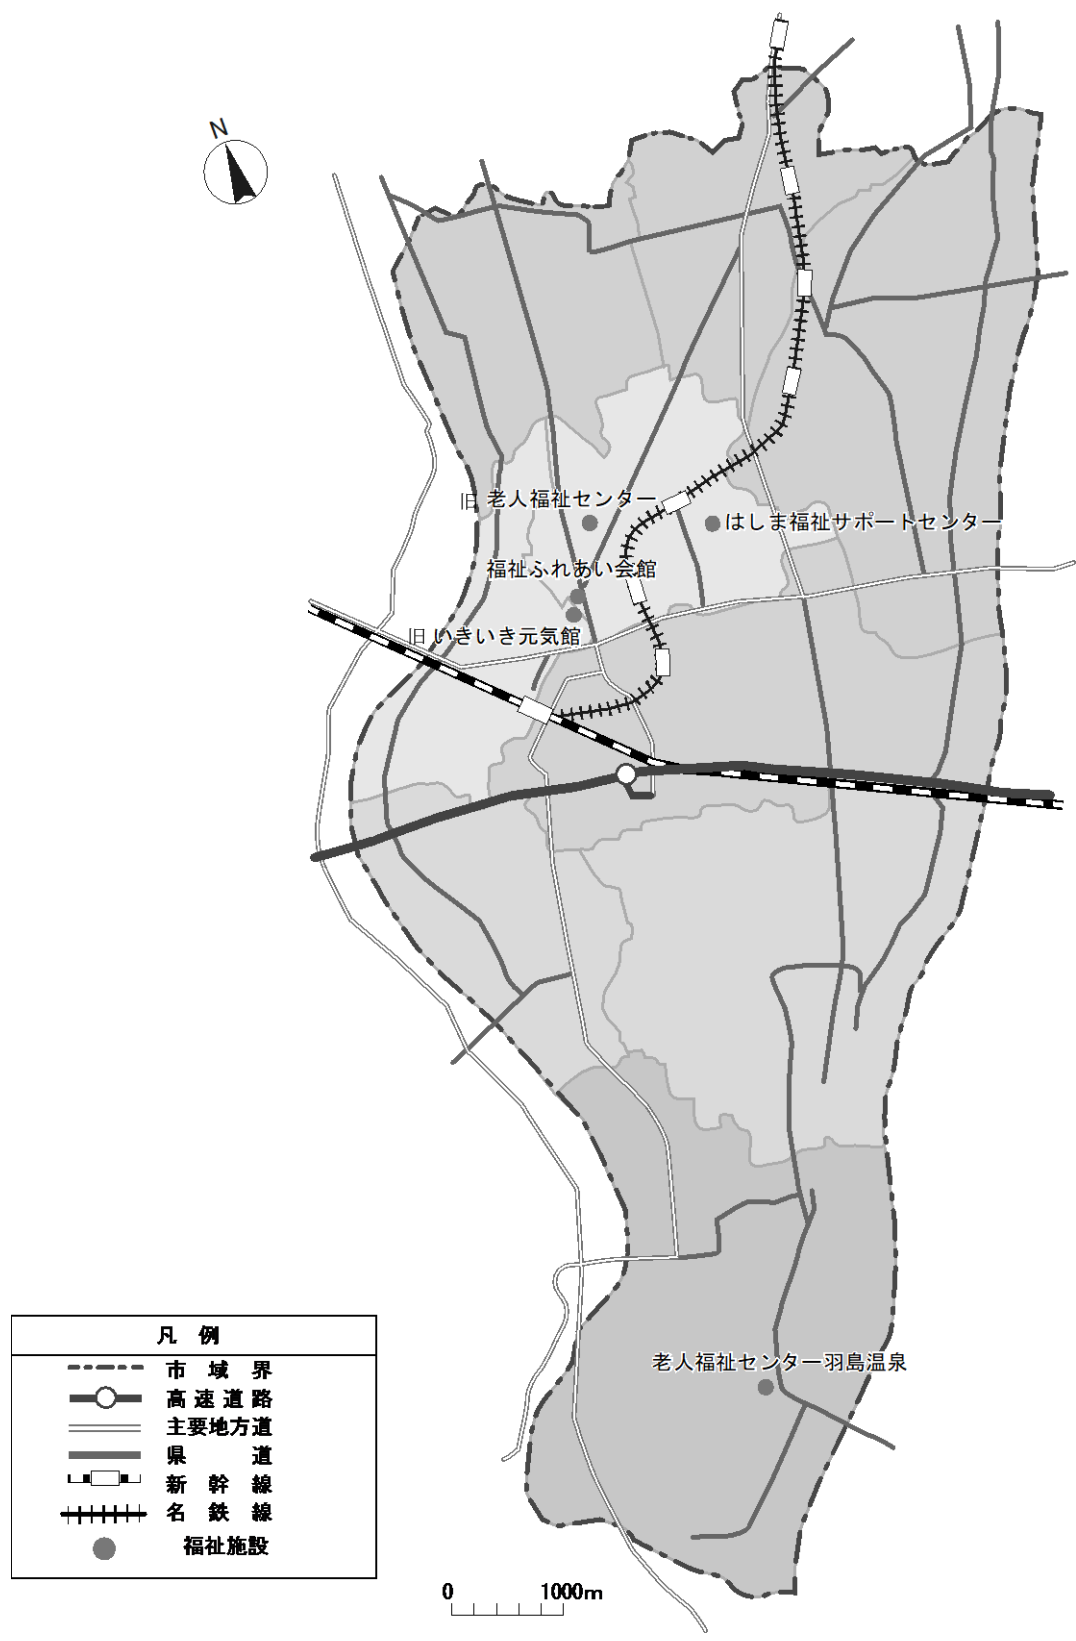 N
旧 老人福祉センター
はしま福祉サポートセンター
福祉ふれあい会館
旧 いきいき元気館
老人福祉センター羽島温泉
凡 例
市 域 界
高 速 道 路
主要地方道
県 道
新 幹 線
名 鉄 線
福祉施設
0 1000m